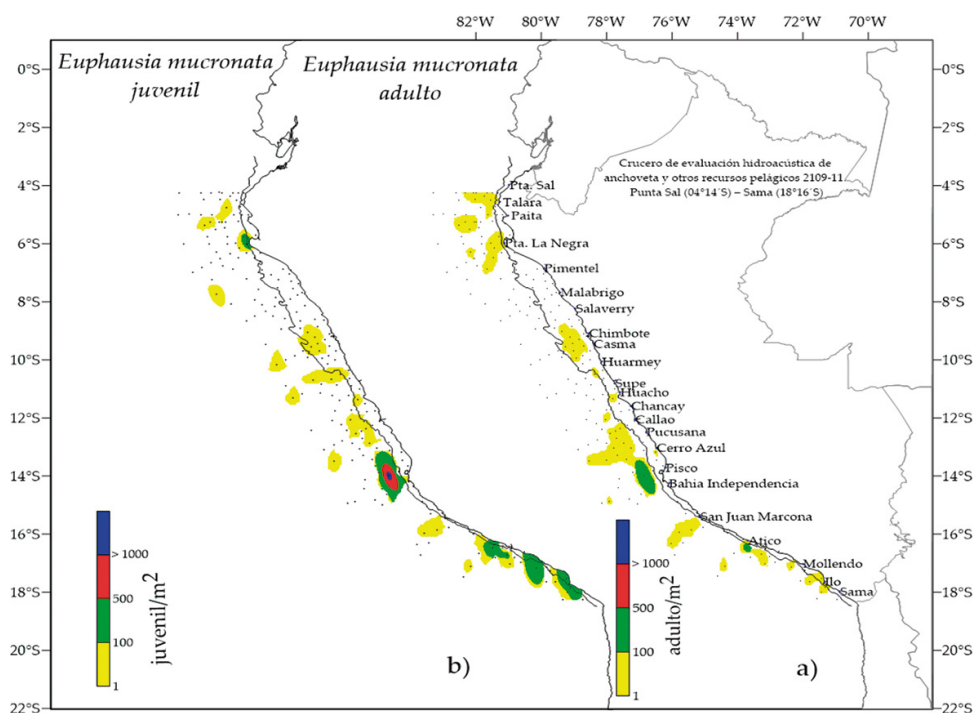 82°W 80°W 78°W 76°W 74°W 72°W 70°W
Euphausia mucronata
juvenil
Euphausia mucronata
adulto
0°S
2°S
4°S
6°S
8°S
10°S
12°S
14°S
16°S
18°S
20°S
22°S
0°S
2°S
4°S
6°S
8°S
10°S
12°S
14°S
16°S
18°S
20°S
22°S
Crucero de evaluación hidroacústica de
anchoveta y otros recursos pelágicos 2109-11
Punta Sal (04°14´S) – Sama (18°16´S)
Pta. Sal
Talara
Paita
Pta. La Negra
Pimentel
Malabrigo
Salaverry
Chimbote
Casma
Huarmey
Supe
Huacho
Chancay
Callao
Pucusana
Cerro Azul
Pisco
Bahia Independencia
San Juan Marcona
Atico
Mollendo
Ilo
Sama
> 1000
500
100
1
juvenil/m²
b)
> 1000
500
100
1
adulto/m²
a)